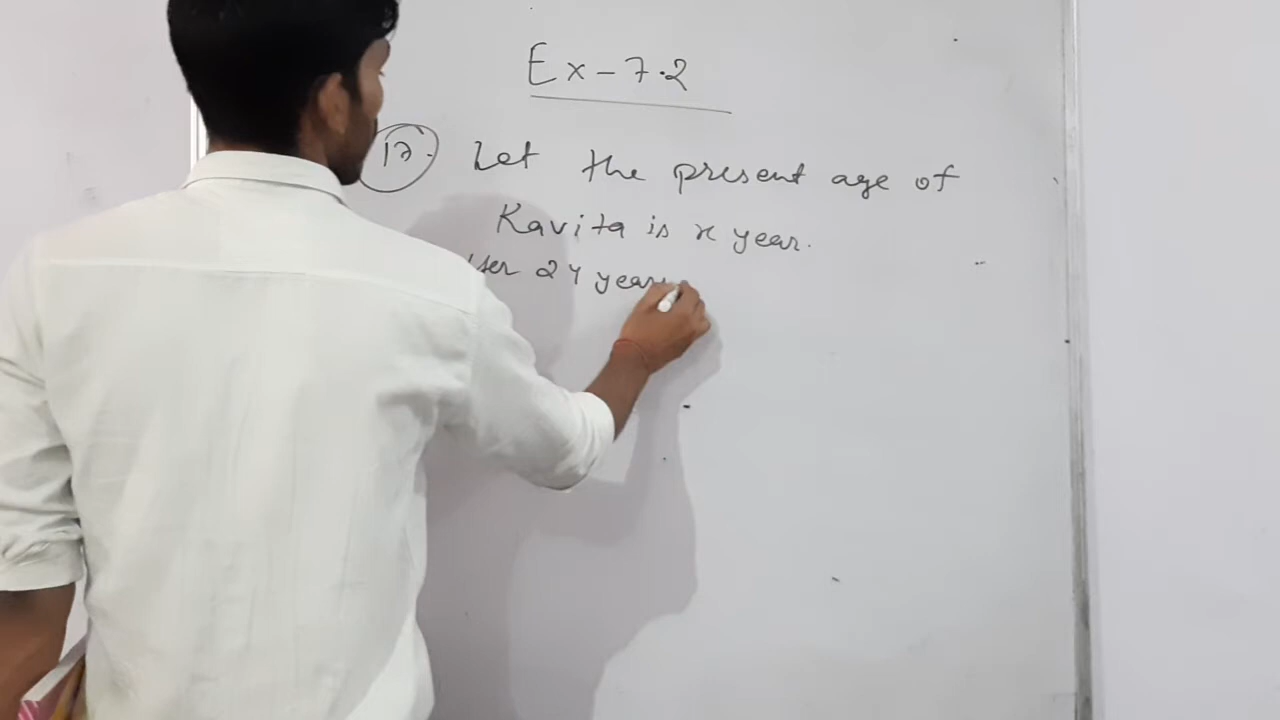 Ex-7.2
17. Let the present age of
Kavita is x year.
24 year